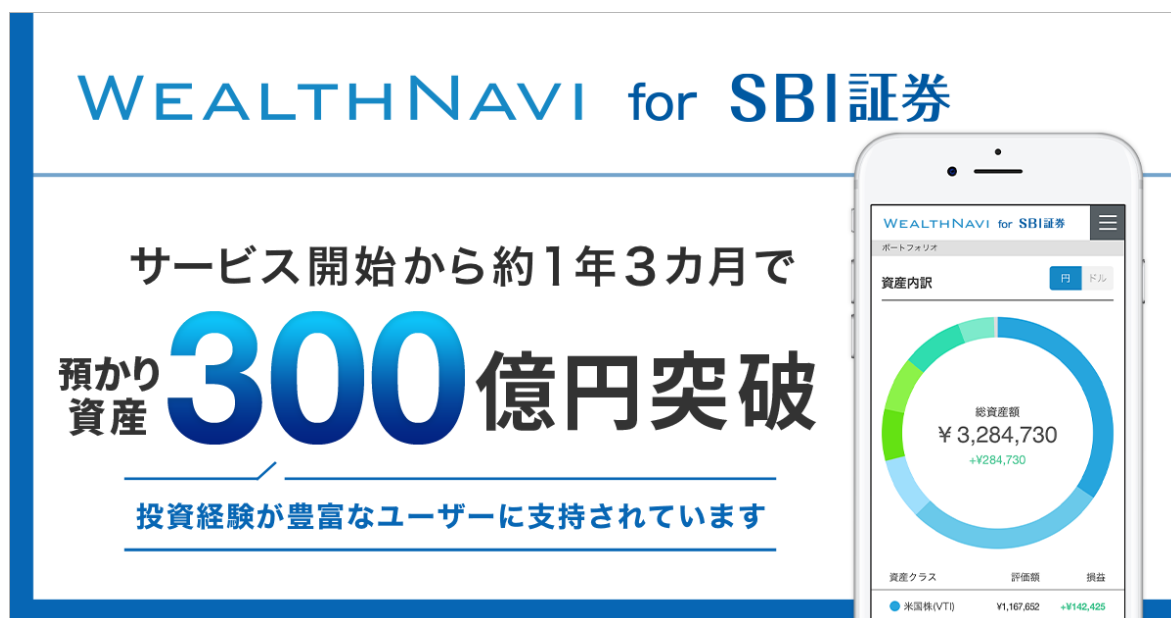 WEALTHNAVI for SBI証券
サービス開始から約1年3カ月で
預かり資産300億円突破
投資経験が豊富なユーザーに支持されています
WEALTHNAVI for SBI証券
ポートフォリオ
資産内訳 円 ドル
総資産額
¥3,284,730
+¥284,730
資産クラス 評価額 損益
米国株(VTI) ¥1,167,652 +¥142,425